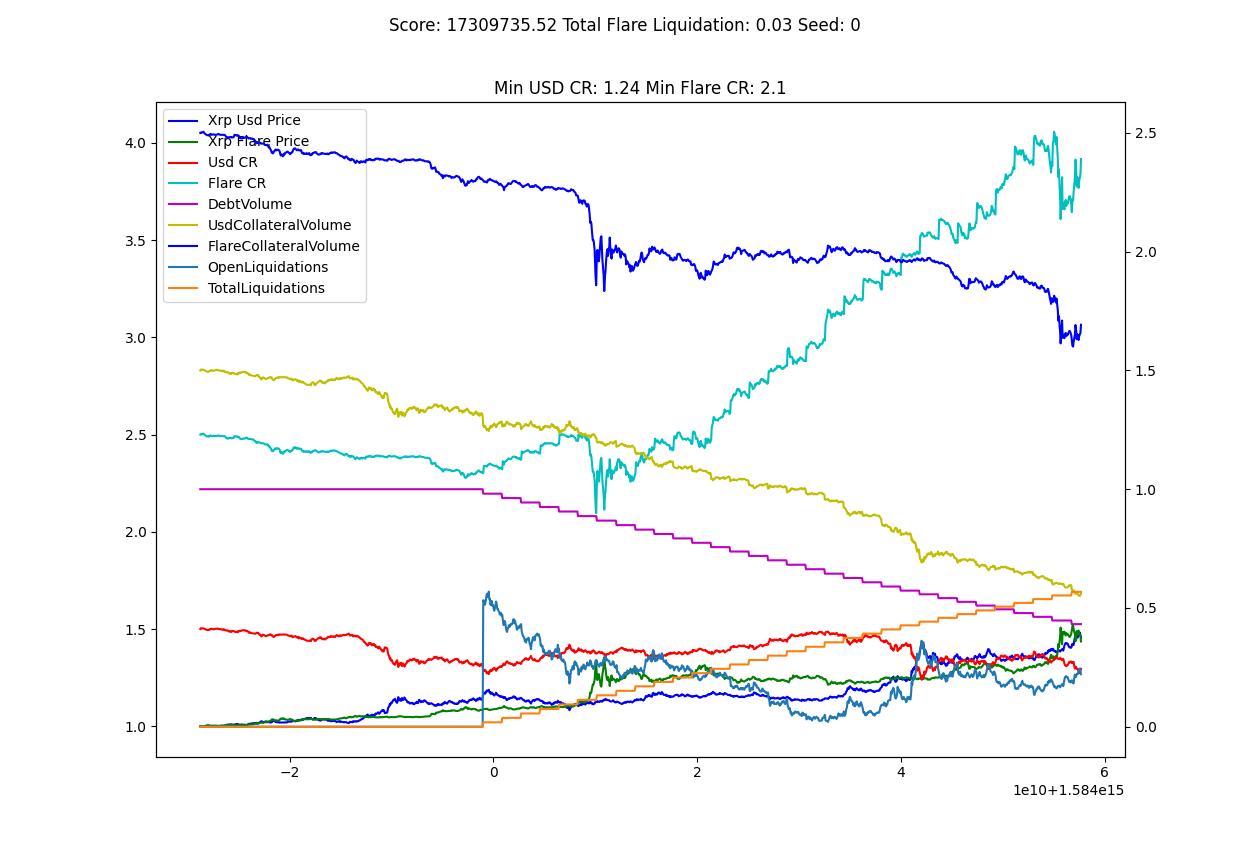 Score: 17309735.52 Total Flare Liquidation: 0.03 Seed: 0
Min USD CR: 1.24 Min Flare CR: 2.1
Xrp Usd Price
Xrp Flare Price
Usd CR
Flare CR
DebtVolume
UsdCollateralVolume
FlareCollateralVolume
OpenLiquidations
TotalLiquidations
4.0
3.5
3.0
2.5
2.0
1.5
1.0
2.5
2.0
1.5
1.0
0.5
0.0
−2 0 2 4 6
1e10+1.584e15